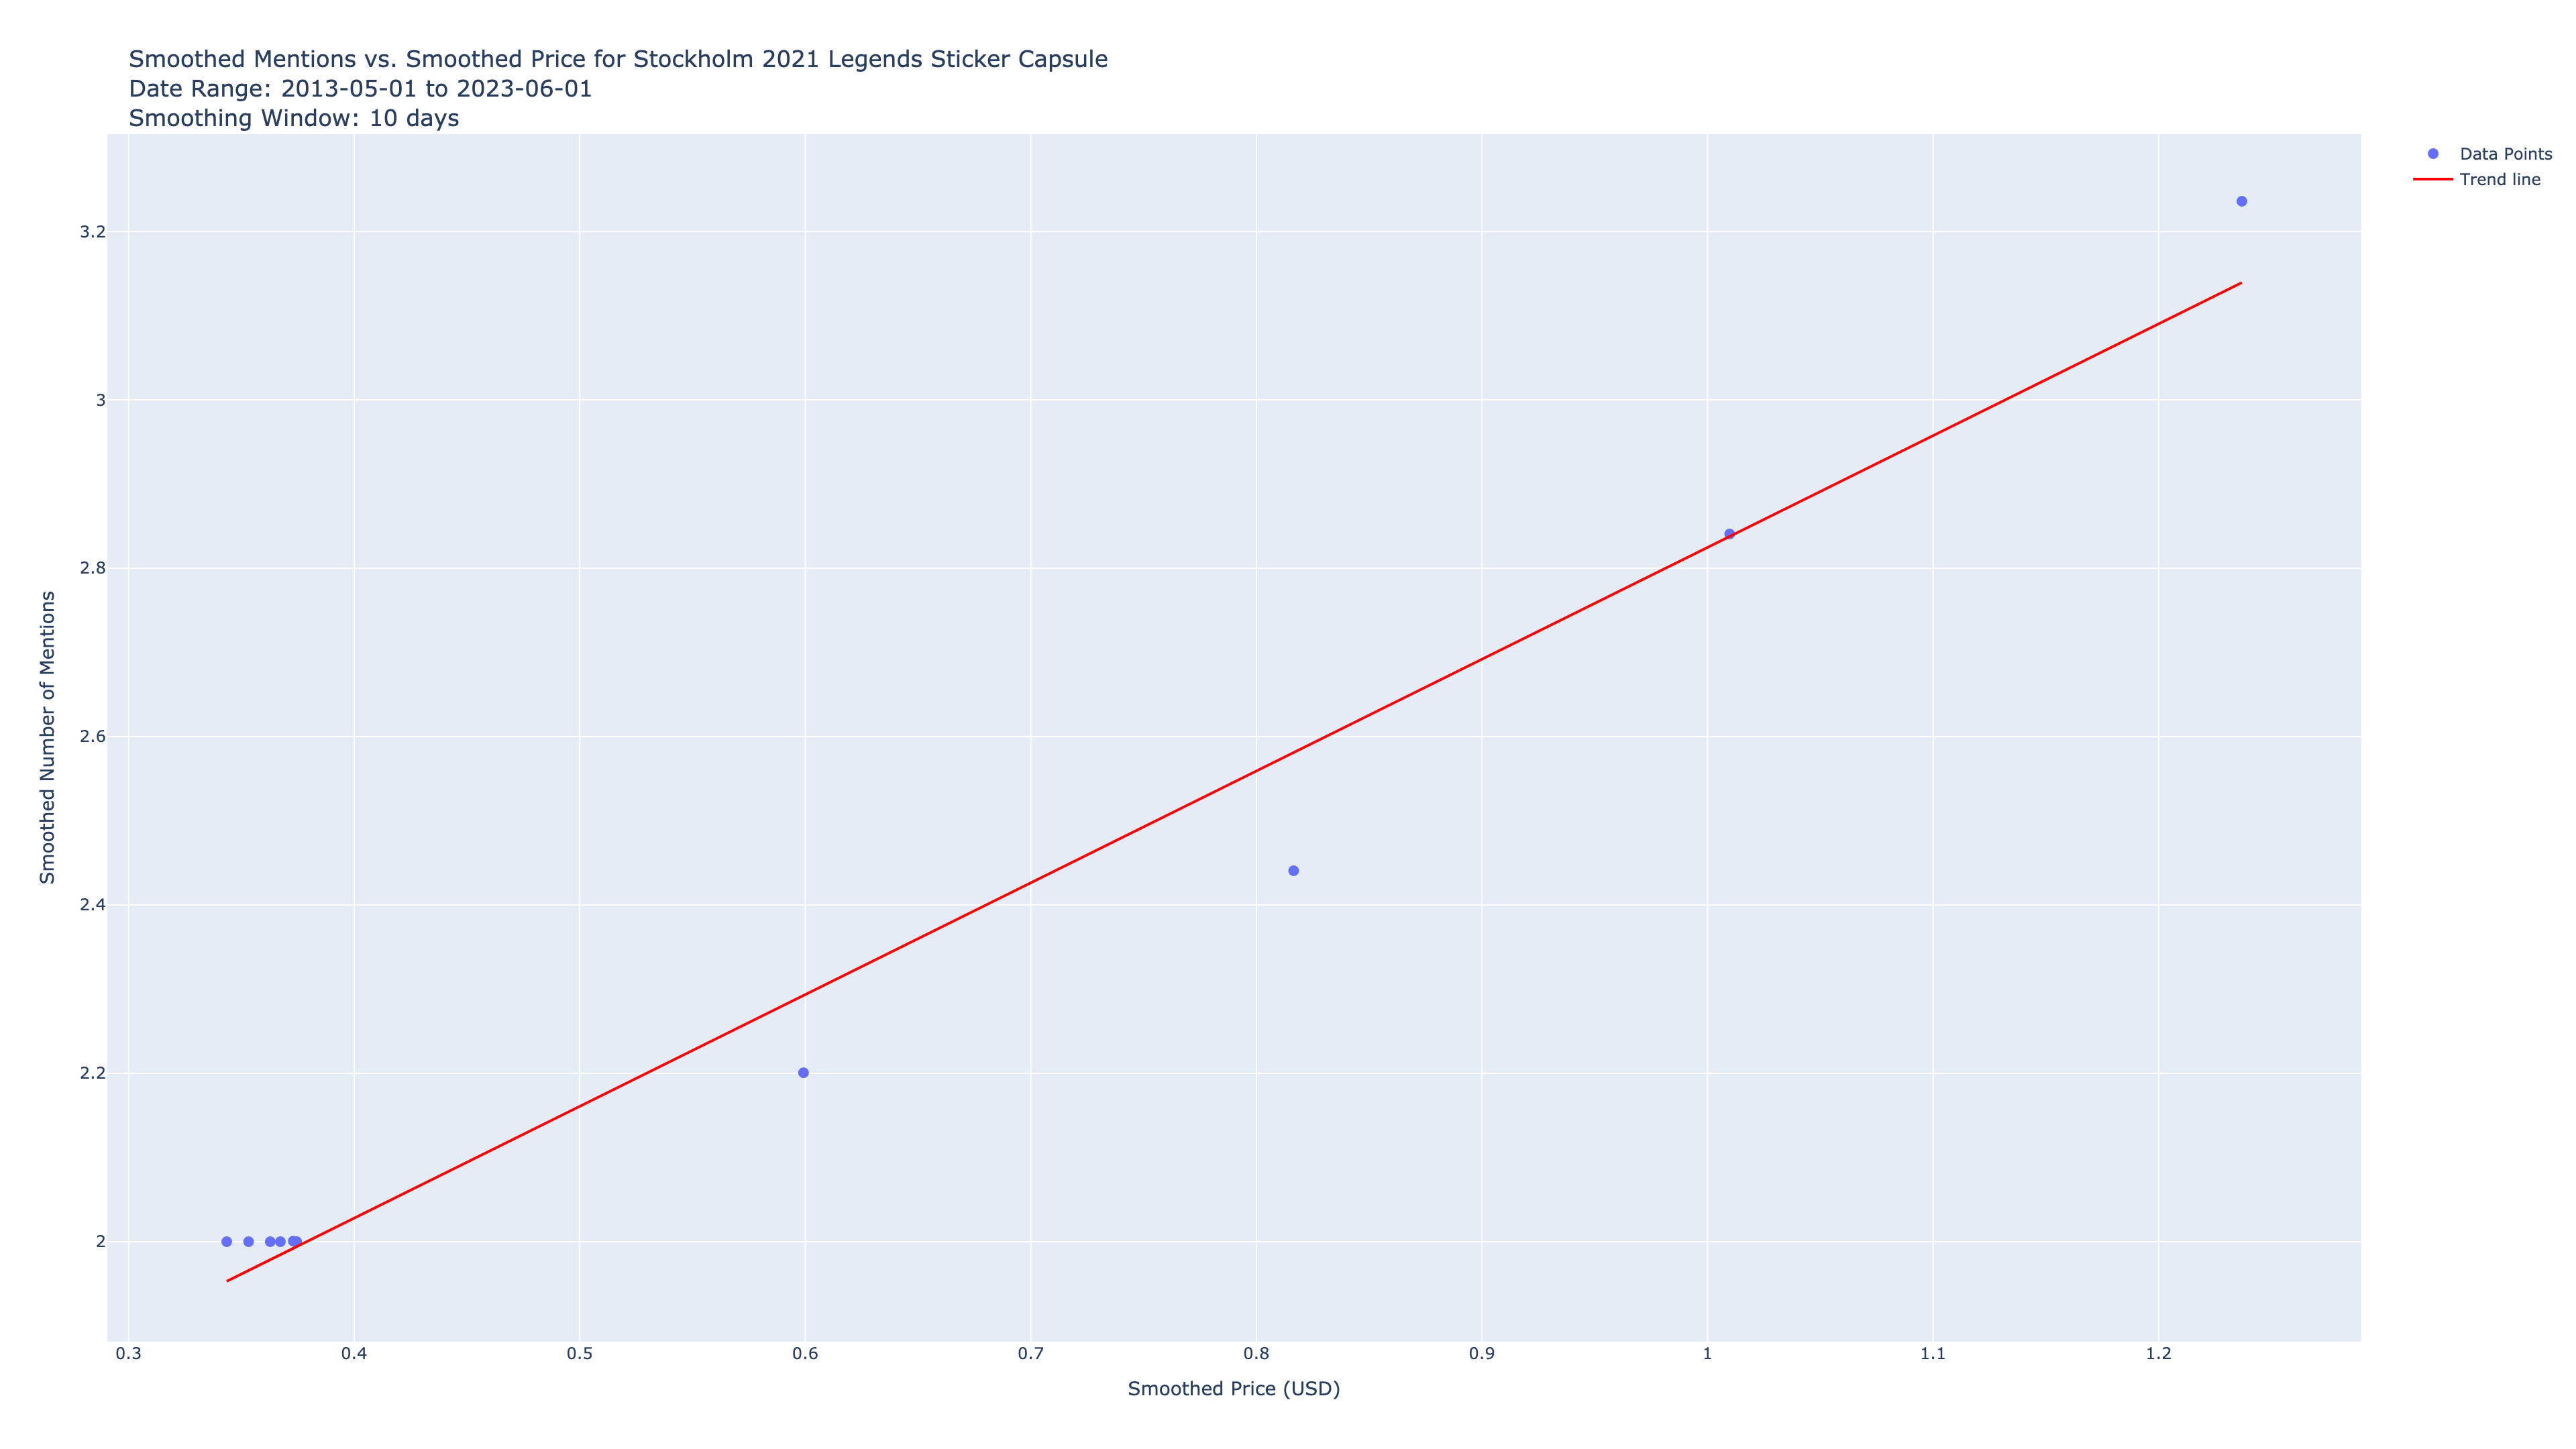 Smoothed Mentions vs. Smoothed Price for Stockholm 2021 Legends Sticker Capsule
Date Range: 2013-05-01 to 2023-06-01
Smoothing Window: 10 days
Data Points
Trend line
Smoothed Number of Mentions
3.2
3
2.8
2.6
2.4
2.2
2
0.3 0.4 0.5 0.6 0.7 0.8 0.9 1 1.1 1.2
Smoothed Price (USD)